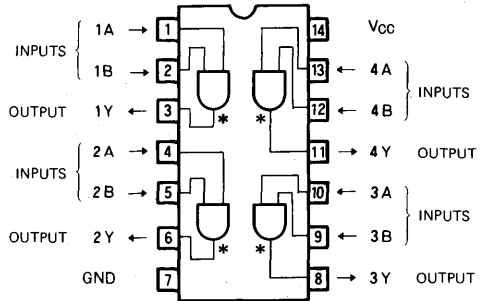 1A → 1
INPUTS
1B → 2
OUTPUT 1Y ← 3
*
2A → 4
INPUTS
2B → 5
OUTPUT 2Y ← 6
*
GND 7
14 Vcc
13 ← 4A
INPUTS
12 ← 4B
*
11 → 4Y OUTPUT
10 ← 3A
INPUTS
9 ← 3B
*
8 → 3Y OUTPUT